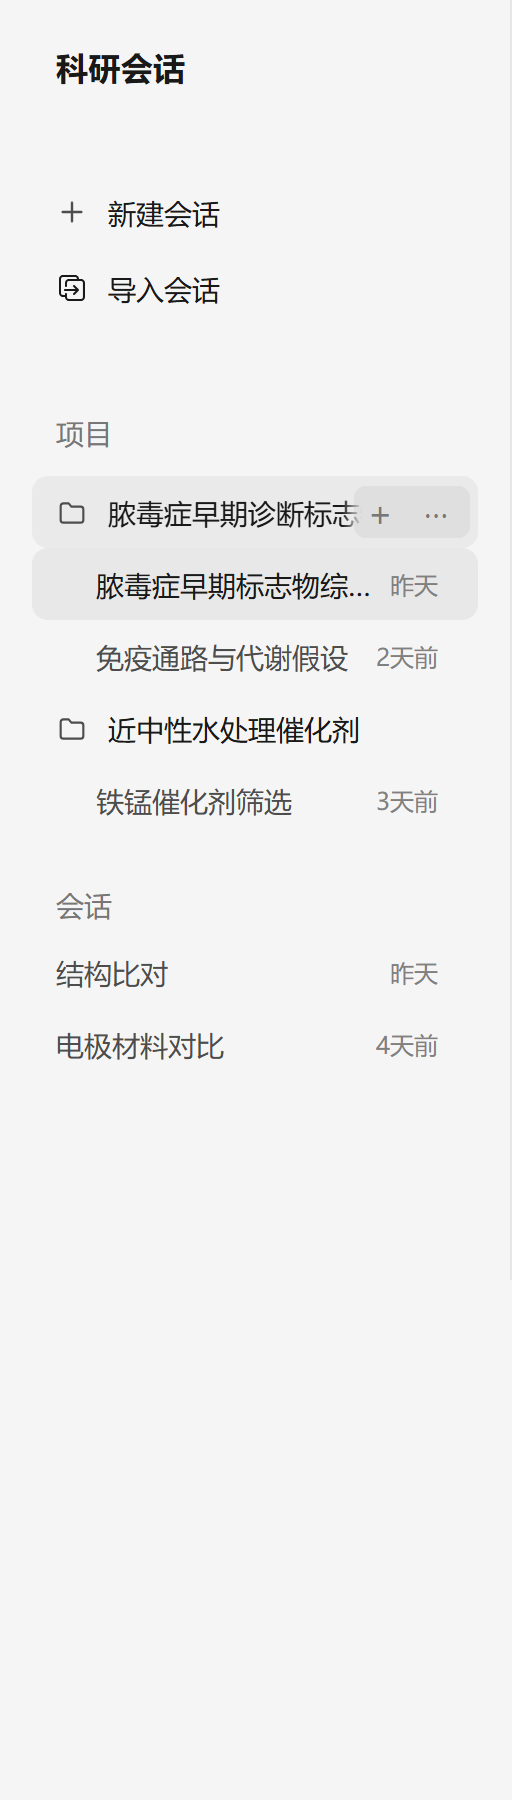 科研会话
新建会话
导入会话
项目
脓毒症早期诊断标志
脓毒症早期标志物综... 昨天
免疫通路与代谢假设 2天前
近中性水处理催化剂
铁锰催化剂筛选 3天前
会话
结构比对 昨天
电极材料对比 4天前